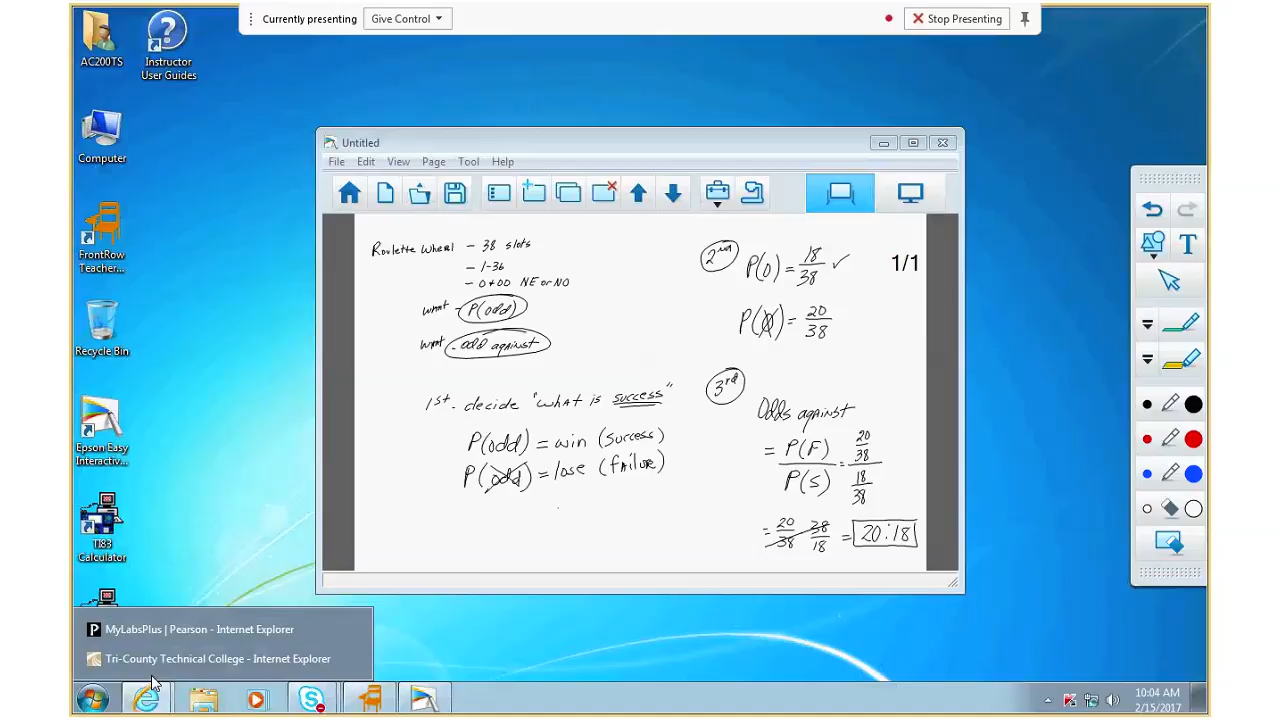 Currently presenting
Give Control
Stop Presenting
AC200TS
Instructor
User Guides
Computer
FrontRow
Teacher...
Recycle Bin
Epson Easy
Interactiv...
TI83
Calculator
Untitled
File Edit View Page Tool Help
Roulette Wheel - 38 slots
- 1-36
- 0+00 NE or NO
what - P(odd)
what - odd against
1st - decide "what is success"
P(odd) = win (success)
P(odd) = lose (failure)
2nd
P(0) = 18/38 ✓
1/1
P(0) = 20/38
3rd
Odds against
= P(F)/P(S) = 20/38 / 18/38
= 20/38 38/18 = 20:18
T
P MyLabsPlus | Pearson - Internet Explorer
Tri-County Technical College - Internet Explorer
10:04 AM
2/15/2017